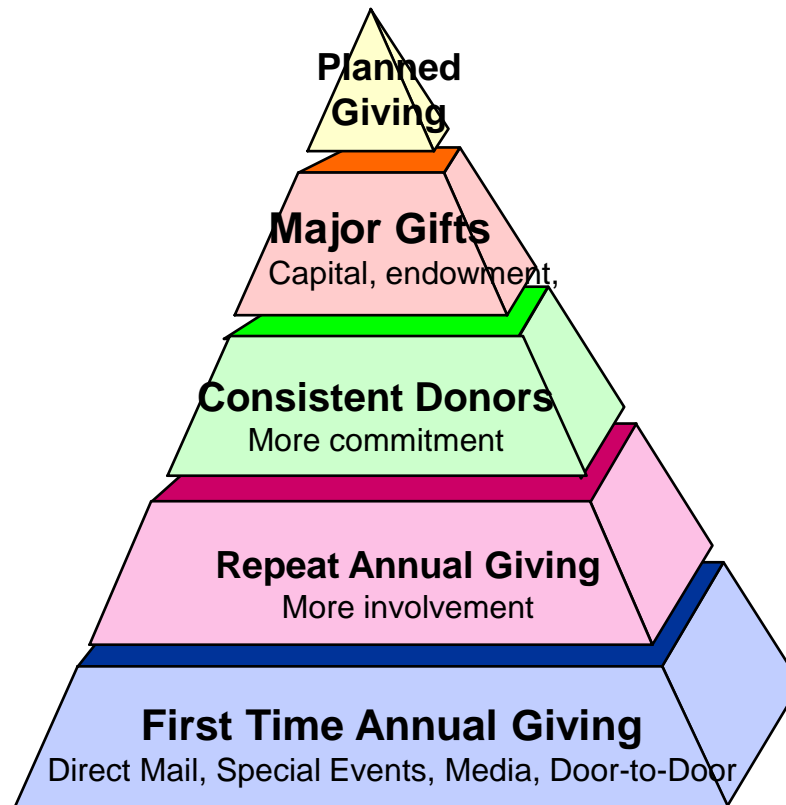 Planned
Giving
Major Gifts
Capital, endowment,
Consistent Donors
More commitment
Repeat Annual Giving
More involvement
First Time Annual Giving
Direct Mail, Special Events, Media, Door-to-Door